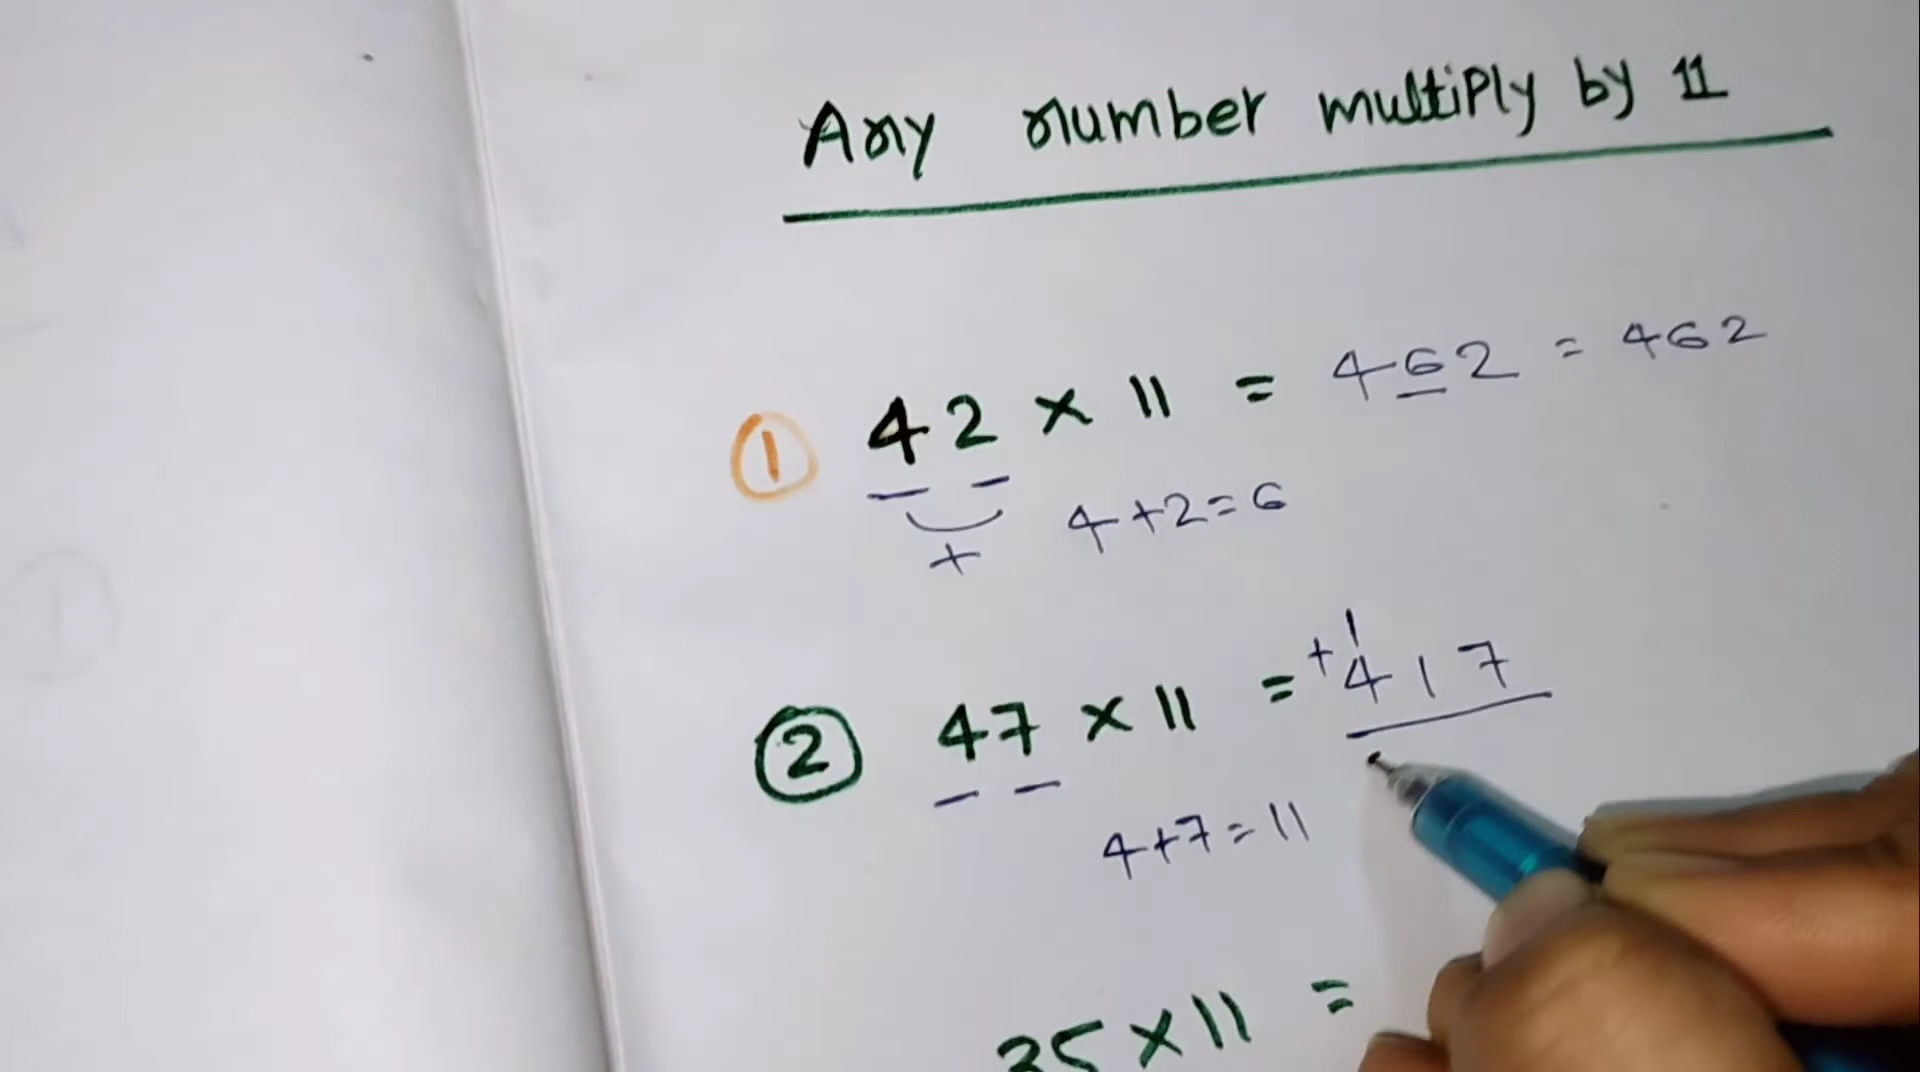 Any number multiply by 11
① 42 × 11 = 462 = 462
+ 4+2=6
+1
② 47 × 11 = 417
4+7=11
35 × 11 =